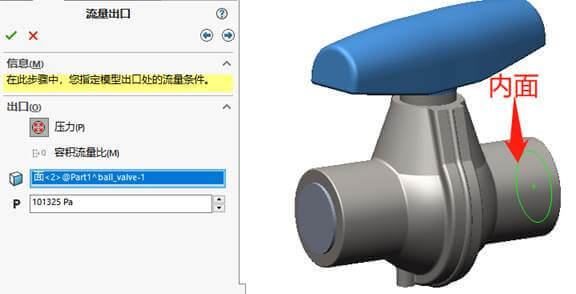 流量出口
信息(M)
在此步骤中，您指定模型出口处的流量条件。
出口(O)
压力(P)
容积流量比(M)
面<2>@Part1^ball_valve-1
P 101325 Pa
内面